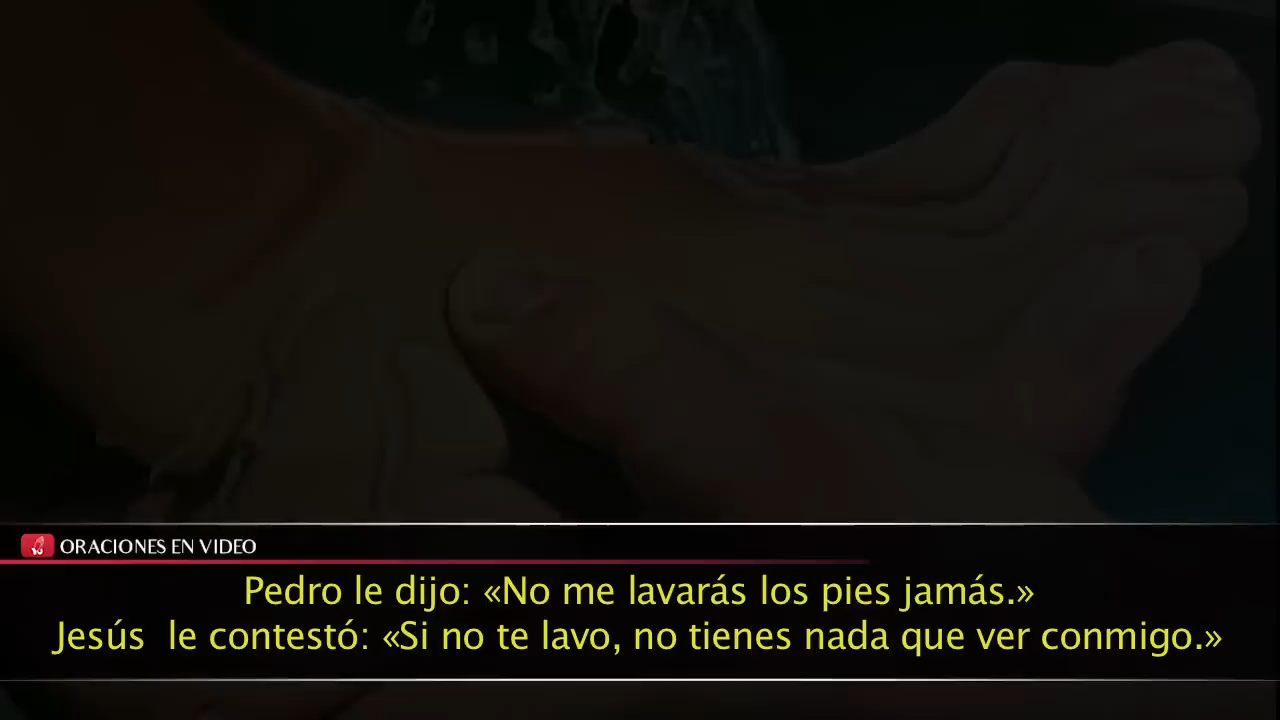 ORACIONES EN VIDEO
Pedro le dijo: «No me lavarás los pies jamás.»
Jesús le contestó: «Si no te lavo, no tienes nada que ver conmigo.»